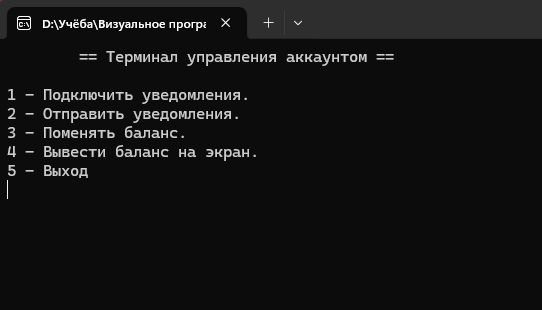 D:\Учёба\Визуальное програ
== Терминал управления аккаунтом ==
1 – Подключить уведомления.
2 – Отправить уведомления.
3 – Поменять баланс.
4 – Вывести баланс на экран.
5 – Выход